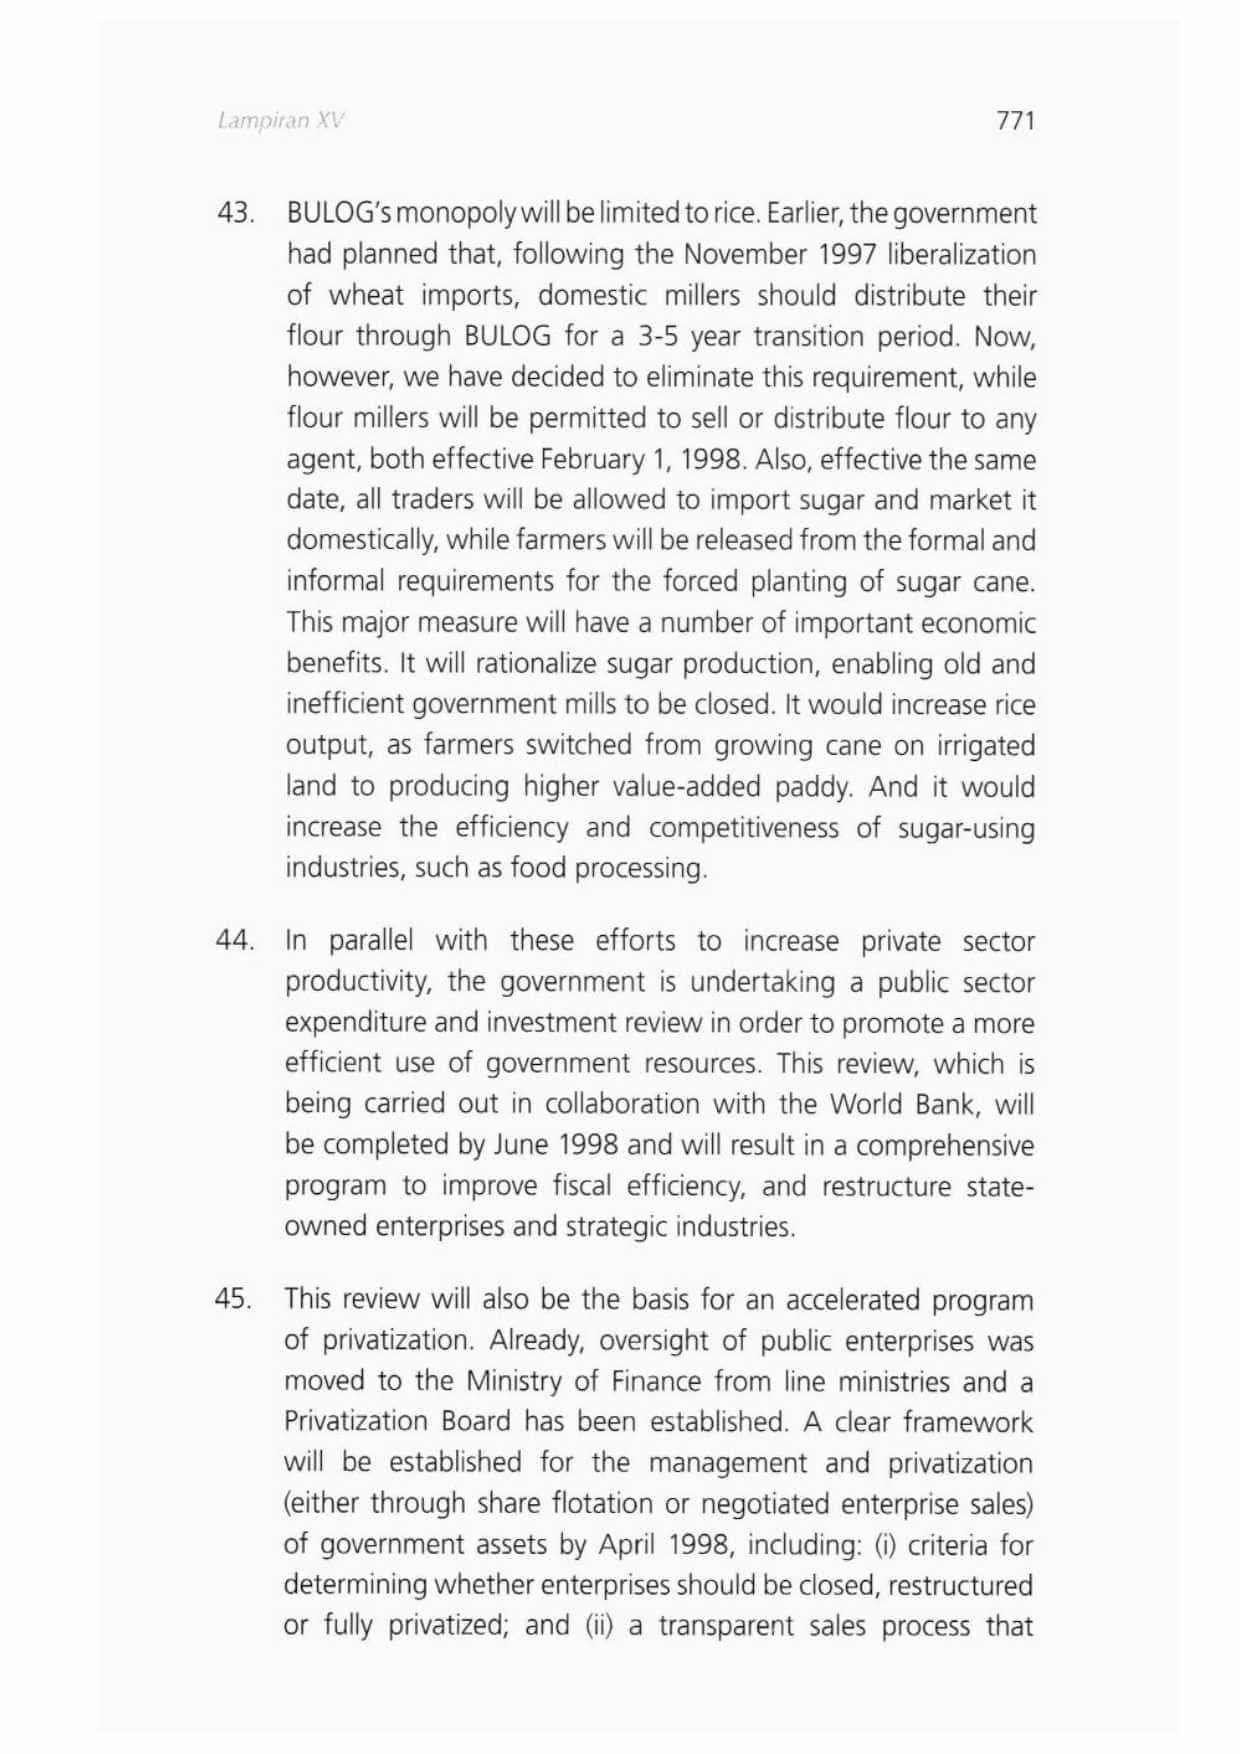 Lampiran XV
771
43. BULOG's monopoly will be limited to rice. Earlier, the government
had planned that, following the November 1997 liberalization
of wheat imports, domestic millers should distribute their
flour through BULOG for a 3-5 year transition period. Now,
however, we have decided to eliminate this requirement, while
flour millers will be permitted to sell or distribute flour to any
agent, both effective February 1, 1998. Also, effective the same
date, all traders will be allowed to import sugar and market it
domestically, while farmers will be released from the formal and
informal requirements for the forced planting of sugar cane.
This major measure will have a number of important economic
benefits. It will rationalize sugar production, enabling old and
inefficient government mills to be closed. It would increase rice
output, as farmers switched from growing cane on irrigated
land to producing higher value-added paddy. And it would
increase the efficiency and competitiveness of sugar-using
industries, such as food processing.
44. In parallel with these efforts to increase private sector
productivity, the government is undertaking a public sector
expenditure and investment review in order to promote a more
efficient use of government resources. This review, which is
being carried out in collaboration with the World Bank, will
be completed by June 1998 and will result in a comprehensive
program to improve fiscal efficiency, and restructure state-
owned enterprises and strategic industries.
45. This review will also be the basis for an accelerated program
of privatization. Already, oversight of public enterprises was
moved to the Ministry of Finance from line ministries and a
Privatization Board has been established. A clear framework
will be established for the management and privatization
(either through share flotation or negotiated enterprise sales)
of government assets by April 1998, including: (i) criteria for
determining whether enterprises should be closed, restructured
or fully privatized; and (ii) a transparent sales process that